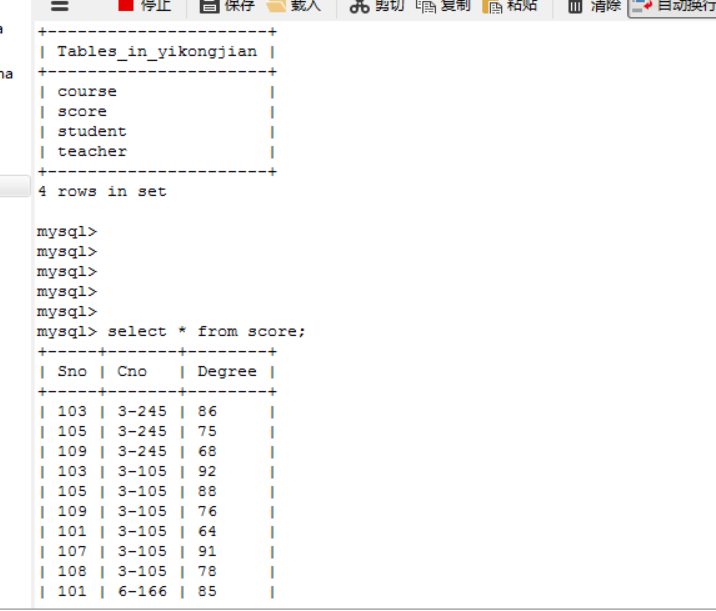 停止 保存 载入 剪切 复制 粘贴 清除 自动换行
+----------------------+
| Tables_in_yikongjian |
+----------------------+
| course |
| score |
| student |
| teacher |
+----------------------+
4 rows in set
mysql>
mysql>
mysql>
mysql>
mysql>
mysql> select * from score;
+-----+-------+--------+
| Sno | Cno | Degree |
+-----+-------+--------+
| 103 | 3-245 | 86 |
| 105 | 3-245 | 75 |
| 109 | 3-245 | 68 |
| 103 | 3-105 | 92 |
| 105 | 3-105 | 88 |
| 109 | 3-105 | 76 |
| 101 | 3-105 | 64 |
| 107 | 3-105 | 91 |
| 108 | 3-105 | 78 |
| 101 | 6-166 | 85 |